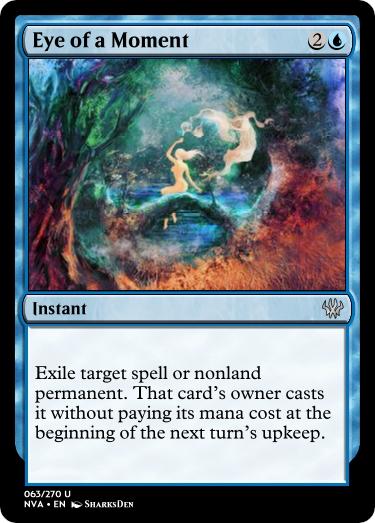 Eye of a Moment 2
Instant
Exile target spell or nonland
permanent. That card's owner casts
it without paying its mana cost at the
beginning of the next turn's upkeep.
063/270 U
NVA • EN SharksDen